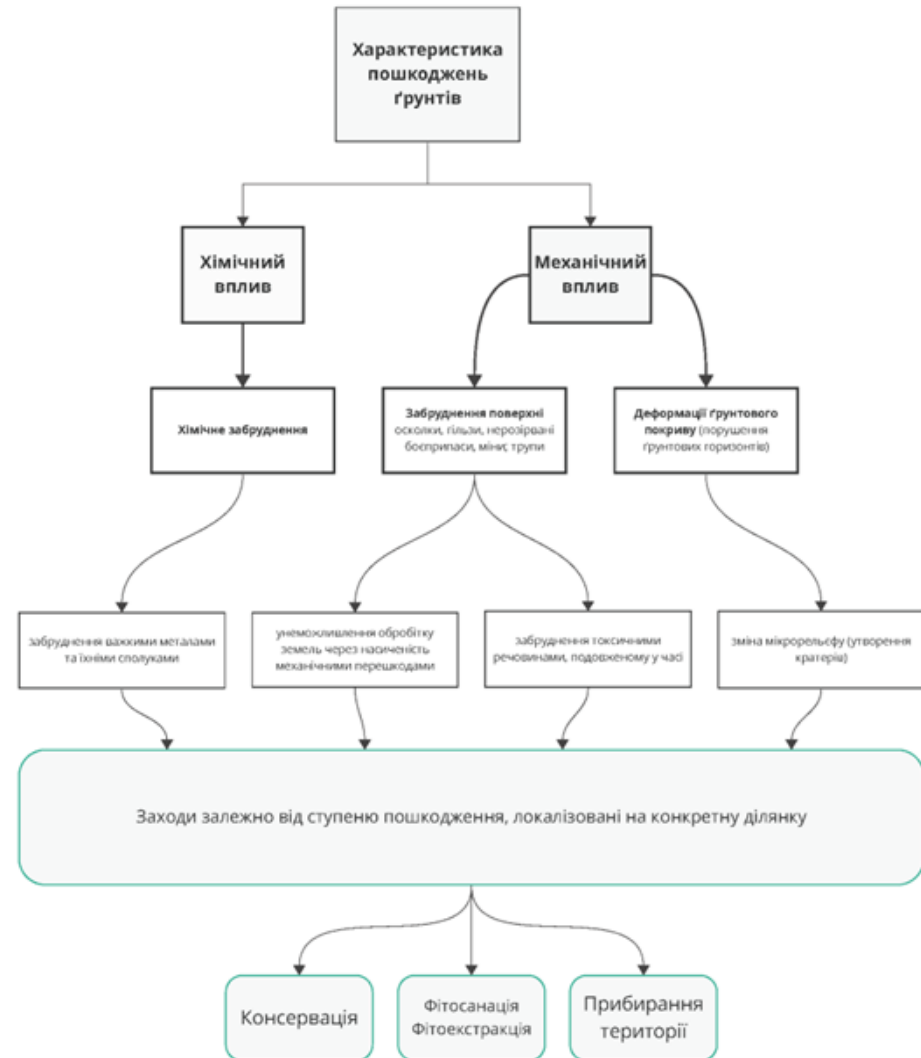 Характеристика
пошкоджень
ґрунтів
Хімічний
вплив
Механічний
вплив
Хімічне забруднення
Забруднення поверхні
осколки, гільзи, нерозірвані
боєприпаси, міни; трупи
Деформації ґрунтового
покриву (порушення
ґрунтових горизонтів)
забруднення важкими металами
та їхніми сполуками
унеможливлення обробітку
земель через насиченість
механічними перешкодами
забруднення токсичними
речовинами, подовженому у часі
зміна мікрорельєфу (утворення
кратерів)
Заходи залежно від ступеню пошкодження, локалізовані на конкретну ділянку
Консервація
Фітосанація
Фітоекстракція
Прибирання
території